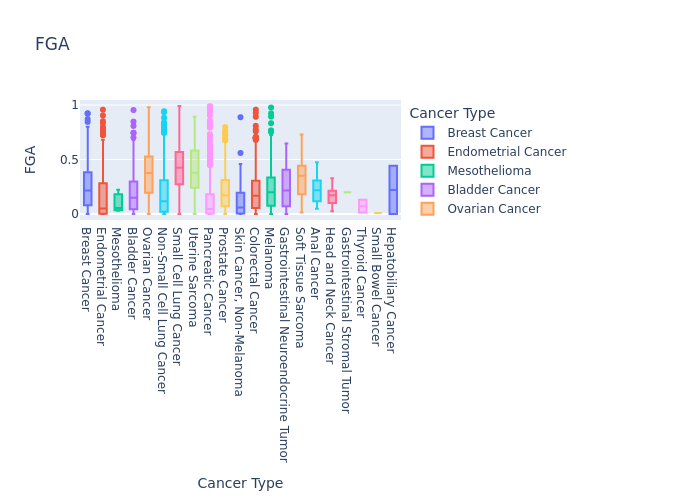 FGA
1
0.5
0
FGA
Breast Cancer
Endometrial Cancer
Mesothelioma
Bladder Cancer
Ovarian Cancer
Non-Small Cell Lung Cancer
Small Cell Lung Cancer
Uterine Sarcoma
Pancreatic Cancer
Prostate Cancer
Skin Cancer, Non-Melanoma
Colorectal Cancer
Melanoma
Gastrointestinal Neuroendocrine Tumor
Soft Tissue Sarcoma
Anal Cancer
Head and Neck Cancer
Gastrointestinal Stromal Tumor
Thyroid Cancer
Small Bowel Cancer
Hepatobiliary Cancer
Cancer Type
Cancer Type
Breast Cancer
Endometrial Cancer
Mesothelioma
Bladder Cancer
Ovarian Cancer